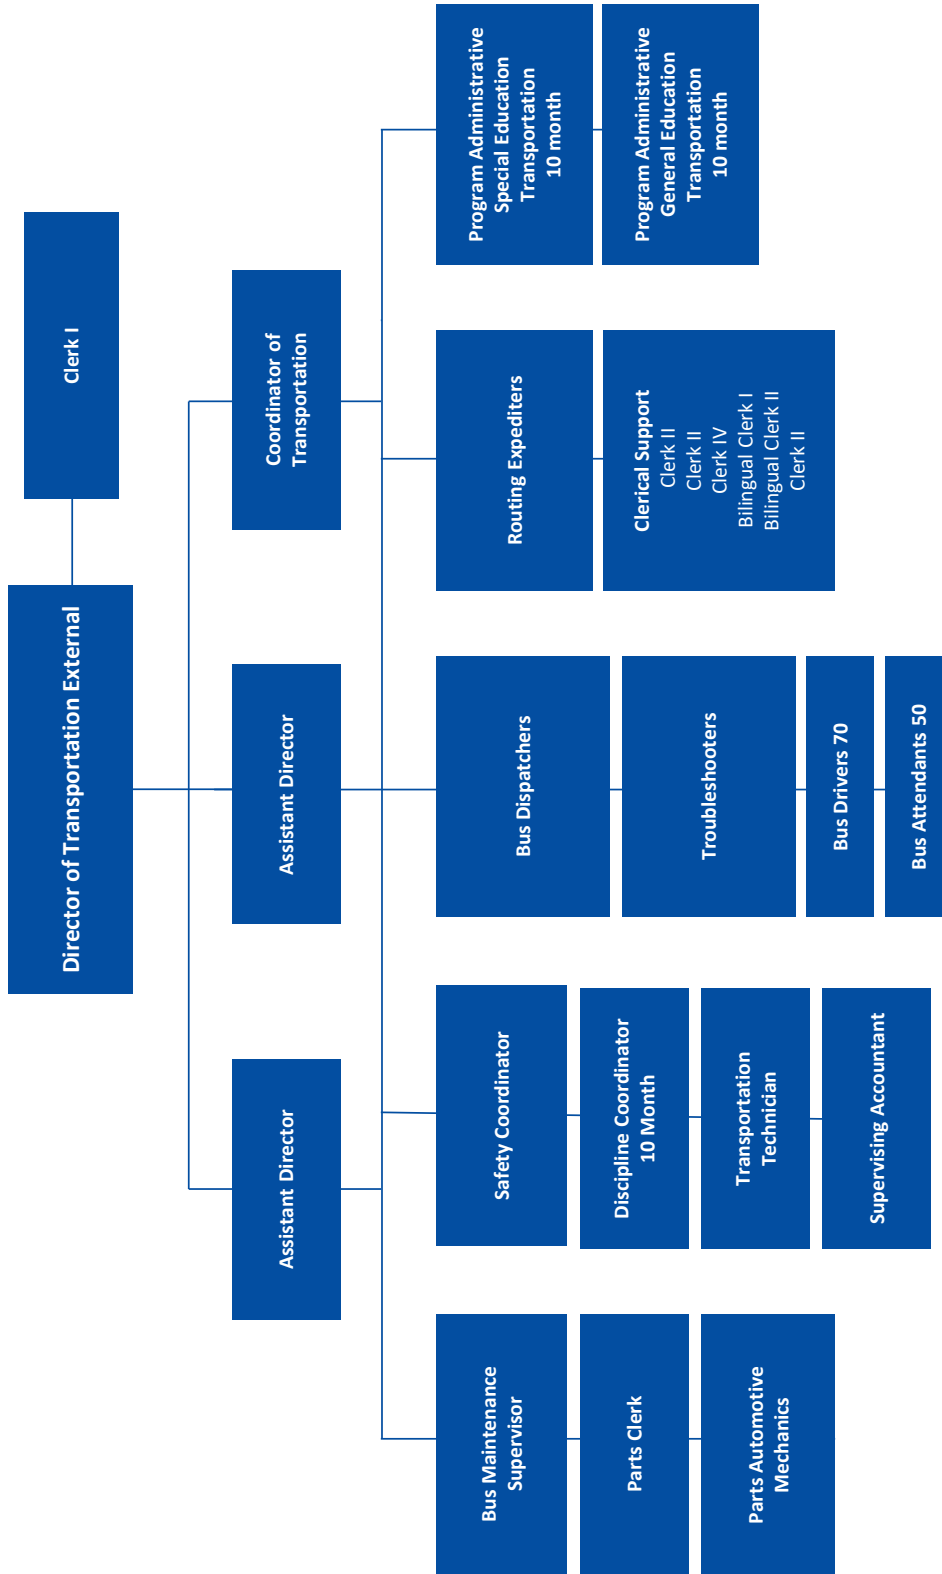 Director of Transportation External
Clerk I
Assistant Director
Assistant Director
Coordinator of
Transportation
Bus Maintenance
Supervisor
Parts Clerk
Parts Automotive
Mechanics
Safety Coordinator
Discipline Coordinator
10 Month
Transportation
Technician
Supervising Accountant
Bus Dispatchers
Troubleshooters
Bus Drivers 70
Bus Attendants 50
Routing Expediters
Clerical Support
Clerk II
Clerk II
Clerk IV
Bilingual Clerk I
Bilingual Clerk II
Clerk II
Program Administrative
Special Education
Transportation
10 month
Program Administrative
General Education
Transportation
10 month